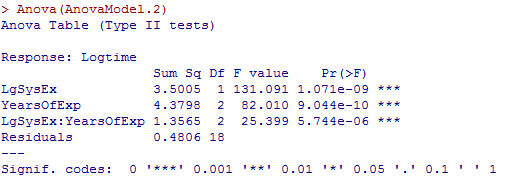 > Anova(AnovaModel.2)
Anova Table (Type II tests)
Response: Logtime
Sum Sq Df F value Pr(>F)
LgSysEx 3.5005 1 131.091 1.071e-09 ***
YearsOfExp 4.3798 2 82.010 9.044e-10 ***
LgSysEx:YearsOfExp 1.3565 2 25.399 5.744e-06 ***
Residuals 0.4806 18
---
Signif. codes: 0 '***' 0.001 '**' 0.01 '*' 0.05 '.' 0.1 ' ' 1